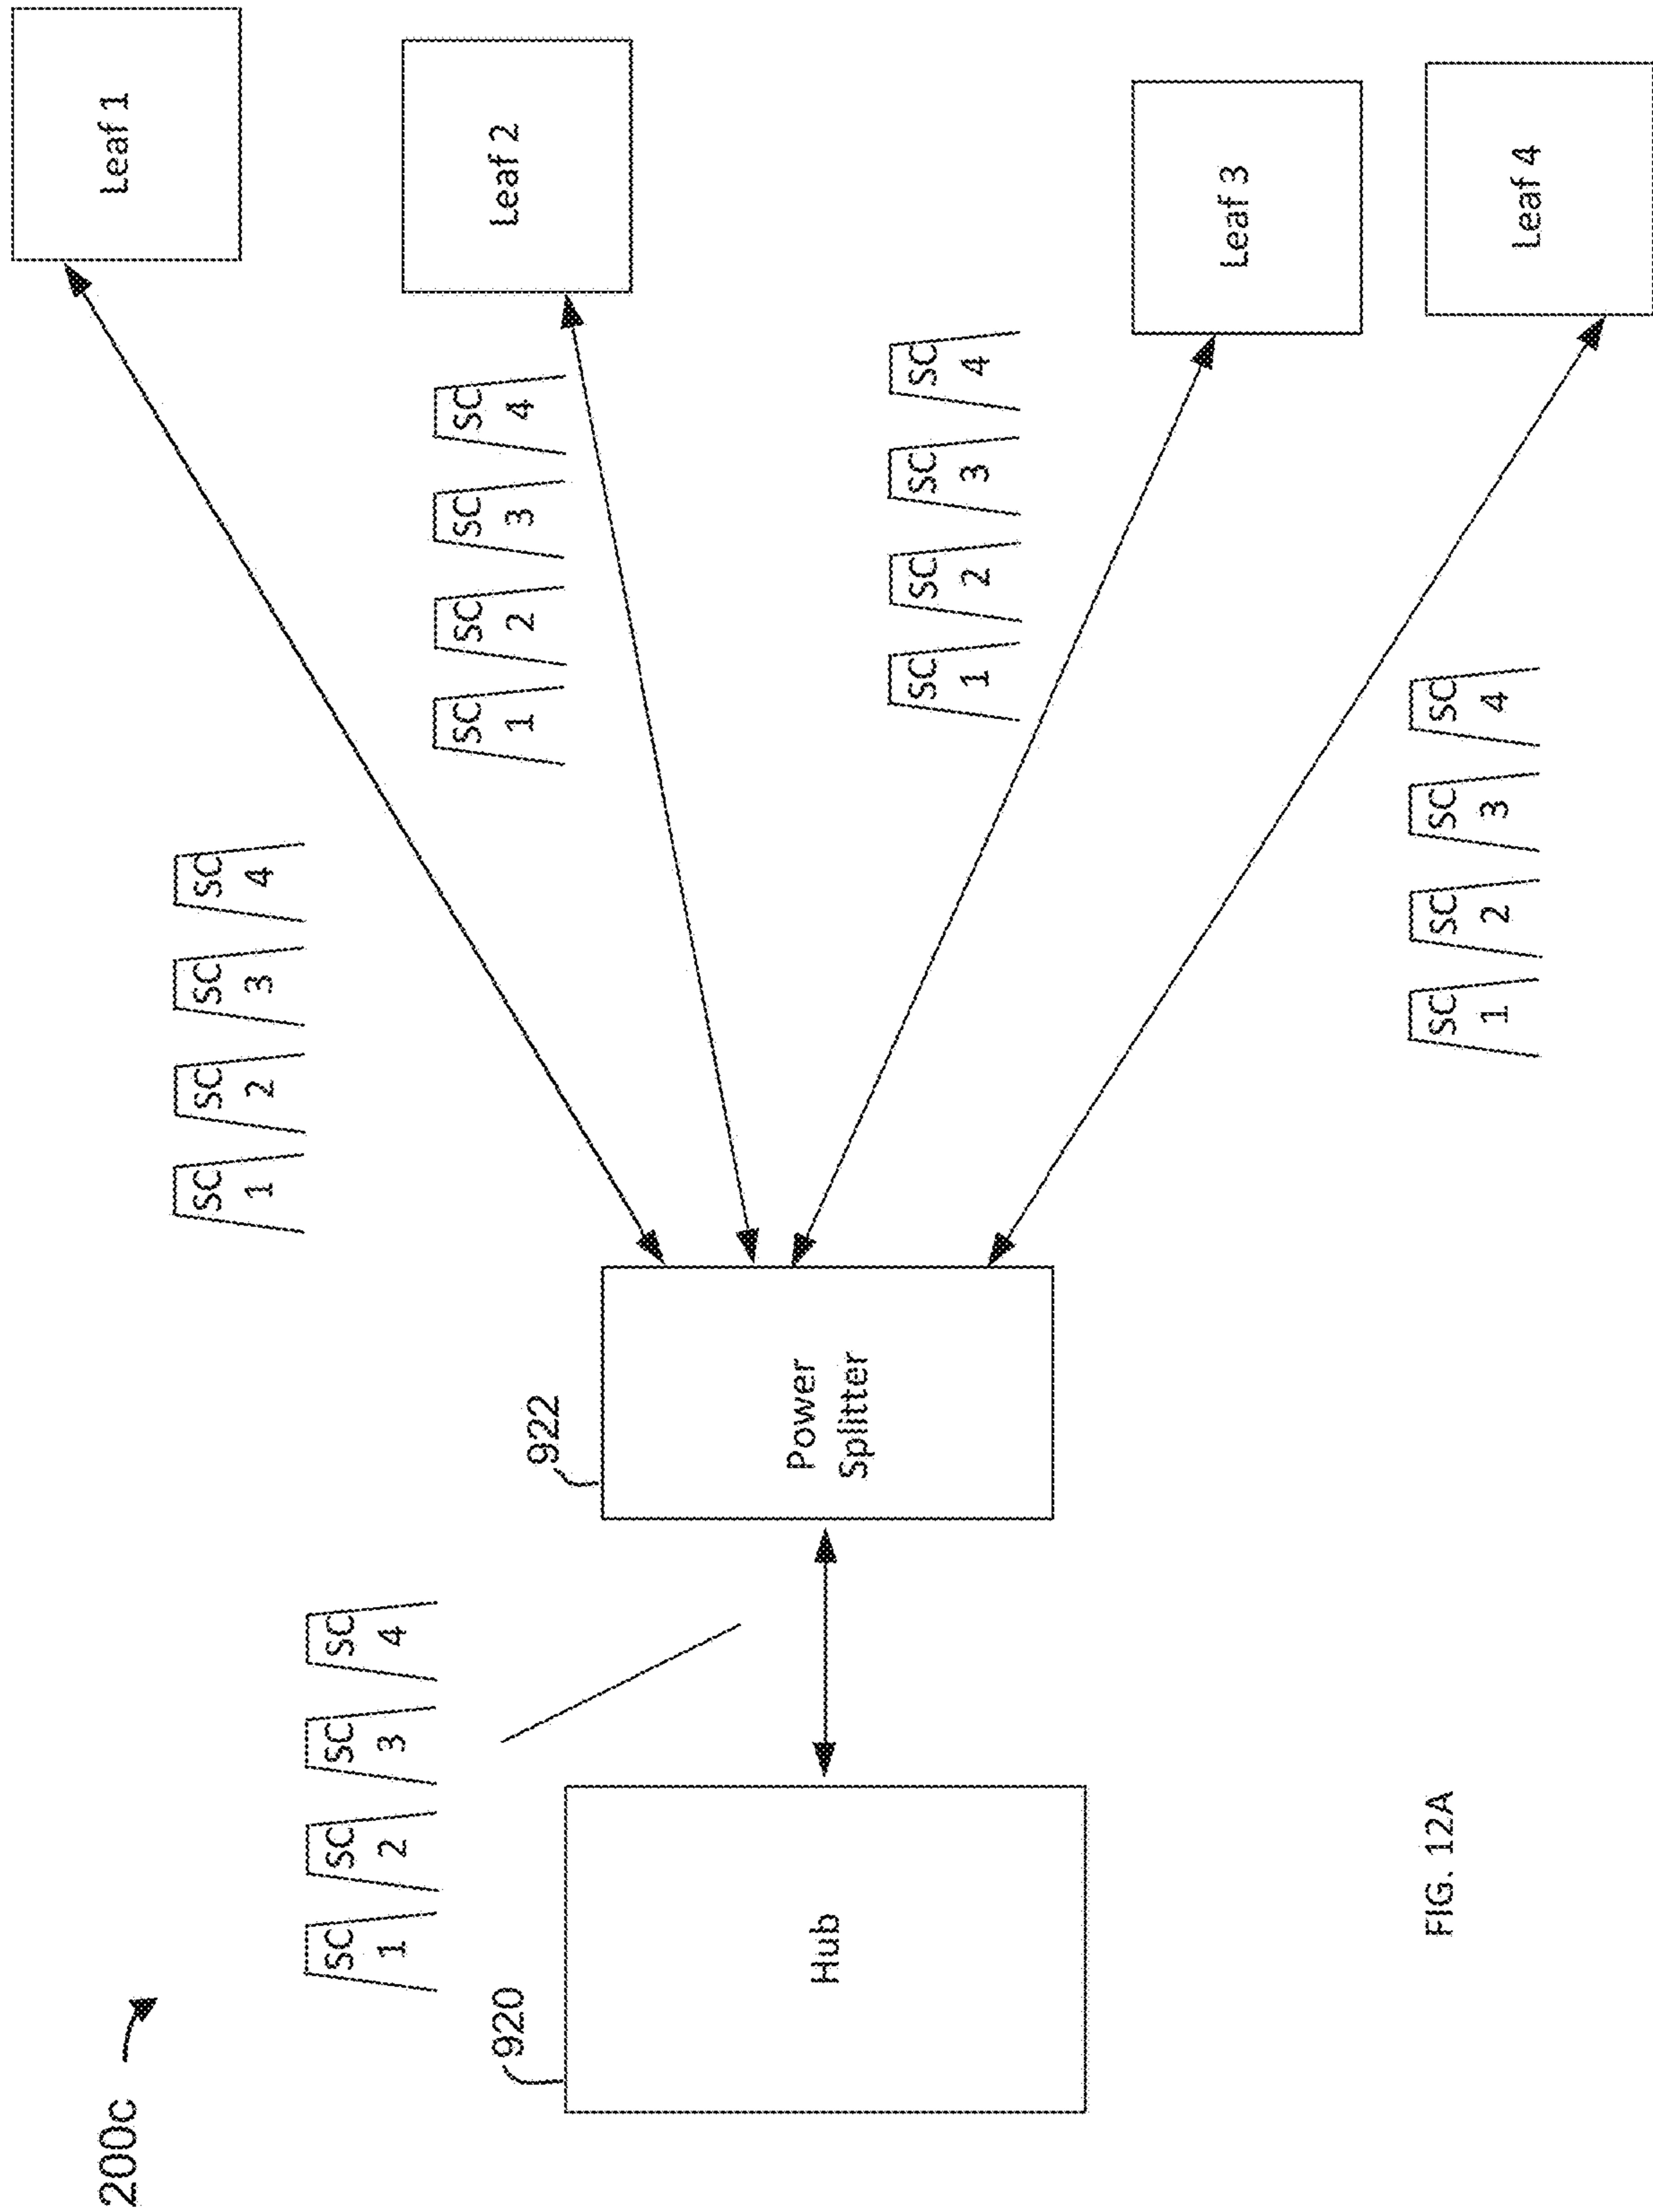 200c
920
Hub
SC 1
SC 2
SC 3
SC 4
922
Power
Splitter
SC 1
SC 2
SC 3
SC 4
Leaf 1
SC 1
SC 2
SC 3
SC 4
Leaf 2
SC 1
SC 2
SC 3
SC 4
Leaf 3
SC 1
SC 2
SC 3
SC 4
Leaf 4
FIG. 12A